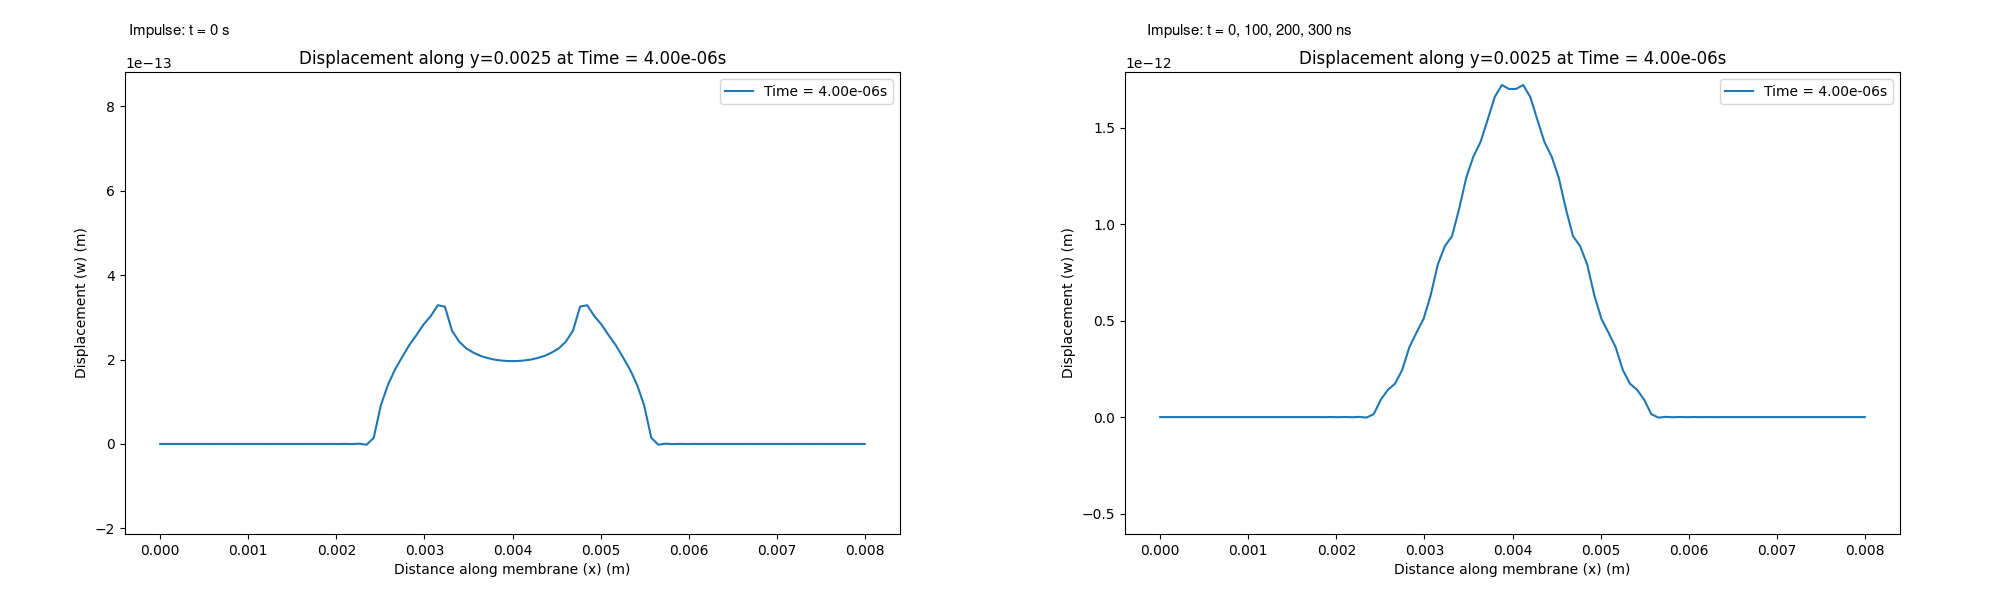 Impulse: t = 0 s
Displacement along y=0.0025 at Time = 4.00e-06s
1e−13
Time = 4.00e-06s
8
6
4
2
0
−2
Displacement (w) (m)
0.000 0.001 0.002 0.003 0.004 0.005 0.006 0.007 0.008
Distance along membrane (x) (m)
Impulse: t = 0, 100, 200, 300 ns
Displacement along y=0.0025 at Time = 4.00e-06s
1e−12
Time = 4.00e-06s
1.5
1.0
0.5
0.0
−0.5
Displacement (w) (m)
0.000 0.001 0.002 0.003 0.004 0.005 0.006 0.007 0.008
Distance along membrane (x) (m)